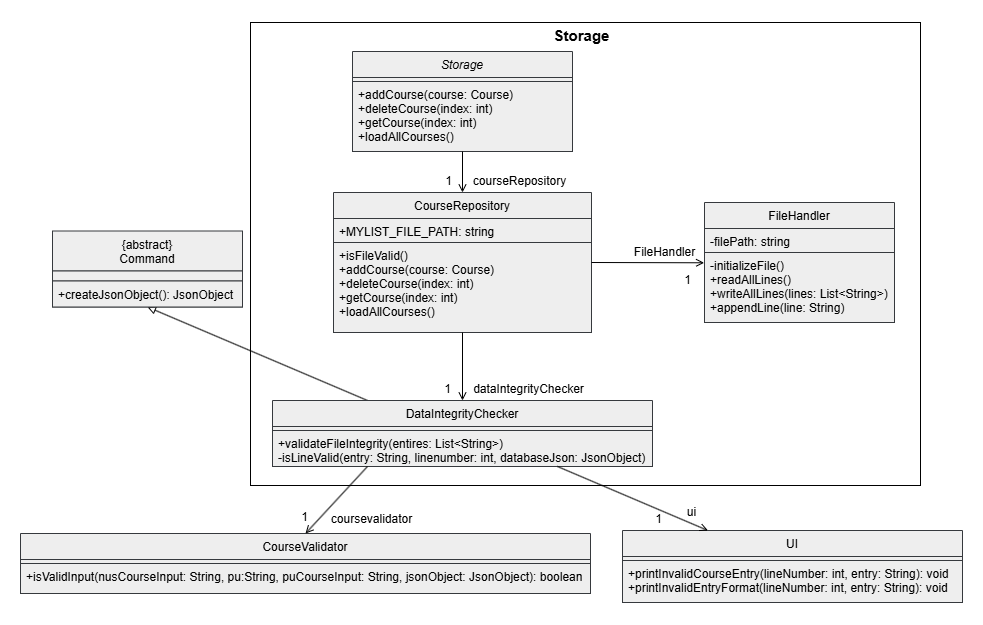 Storage
Storage
+addCourse(course: Course)
+deleteCourse(index: int)
+getCourse(index: int)
+loadAllCourses()
1 courseRepository
CourseRepository
+MYLIST_FILE_PATH: string
+isFileValid()
+addCourse(course: Course)
+deleteCourse(index: int)
+getCourse(index: int)
+loadAllCourses()
FileHandler
1
FileHandler
-filePath: string
-initializeFile()
+readAllLines()
+writeAllLines(lines: List<String>)
+appendLine(line: String)
{abstract}
Command
+createJsonObject(): JsonObject
1 dataIntegrityChecker
DataIntegrityChecker
+validateFileIntegrity(entires: List<String>)
-isLineValid(entry: String, linenumber: int, databaseJson: JsonObject)
1 coursevalidator
1 ui
CourseValidator
+isValidInput(nusCourseInput: String, pu:String, puCourseInput: String, jsonObject: JsonObject): boolean
UI
+printInvalidCourseEntry(lineNumber: int, entry: String): void
+printInvalidEntryFormat(lineNumber: int, entry: String): void